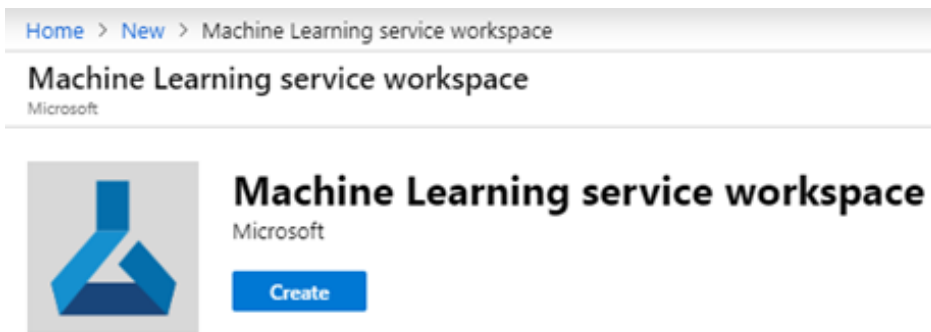 Home > New > Machine Learning service workspace
Machine Learning service workspace
Microsoft
Machine Learning service workspace
Microsoft
Create